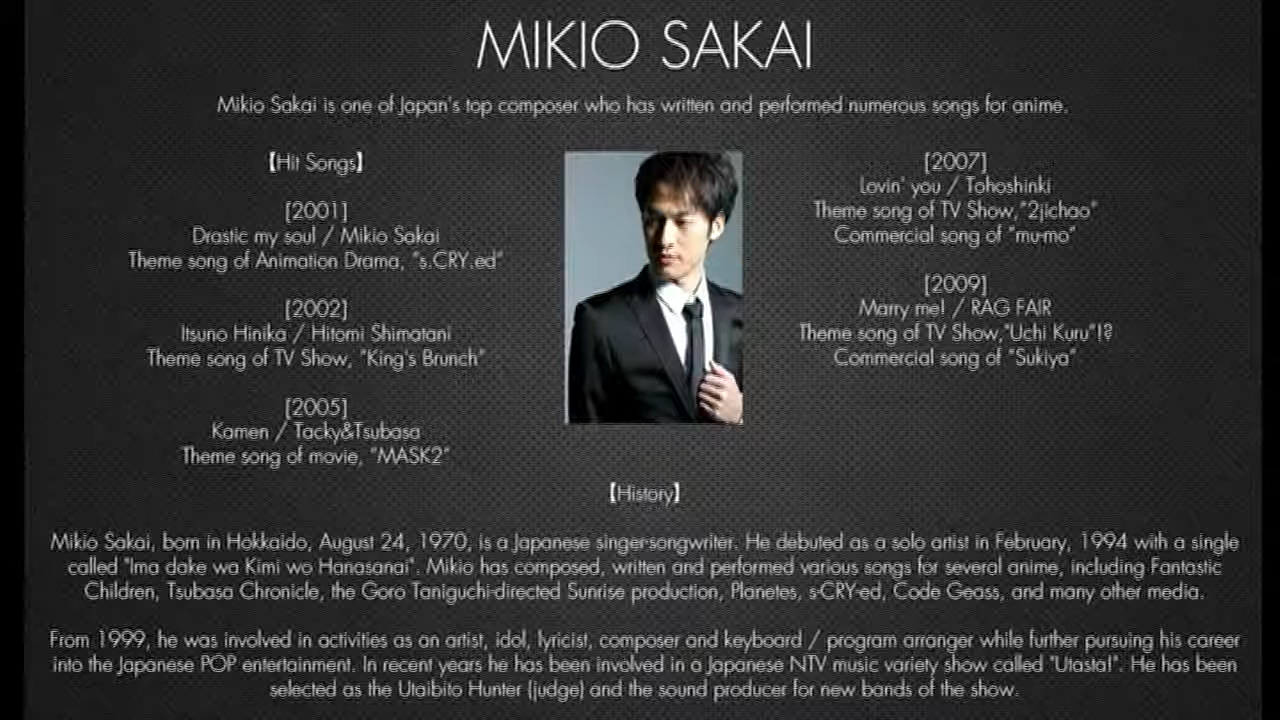 MIKIO SAKAI
Mikio Sakai is one of Japan's top composer who has written and performed numerous songs for anime.
【Hit Songs】
[2001]
Drastic my soul / Mikio Sakai
Theme song of Animation Drama, "s.CRY.ed"
[2002]
Itsuno Hinika / Hitomi Shimatani
Theme song of TV Show, "King's Brunch"
[2005]
Kamen / Tacky&Tsubasa
Theme song of movie, "MASK2"
[2007]
Lovin' you / Tohoshinki
Theme song of TV Show,"2jichao"
Commercial song of "mu-mo"
[2009]
Marry me! / RAG FAIR
Theme song of TV Show,"Uchi Kuru"!?
Commercial song of "Sukiya"
【History】
Mikio Sakai, born in Hokkaido, August 24, 1970, is a Japanese singer-songwriter. He debuted as a solo artist in February, 1994 with a single
called "Ima dake wa Kimi wo Hanasanai". Mikio has composed, written and performed various songs for several anime, including Fantastic
Children, Tsubasa Chronicle, the Goro Taniguchi-directed Sunrise production, Planetes, s-CRY-ed, Code Geass, and many other media.
From 1999, he was involved in activities as an artist, idol, lyricist, composer and keyboard / program arranger while further pursuing his career
into the Japanese POP entertainment. In recent years he has been involved in a Japanese NTV music variety show called "Utasta!". He has been
selected as the Utaibito Hunter (judge) and the sound producer for new bands of the show.